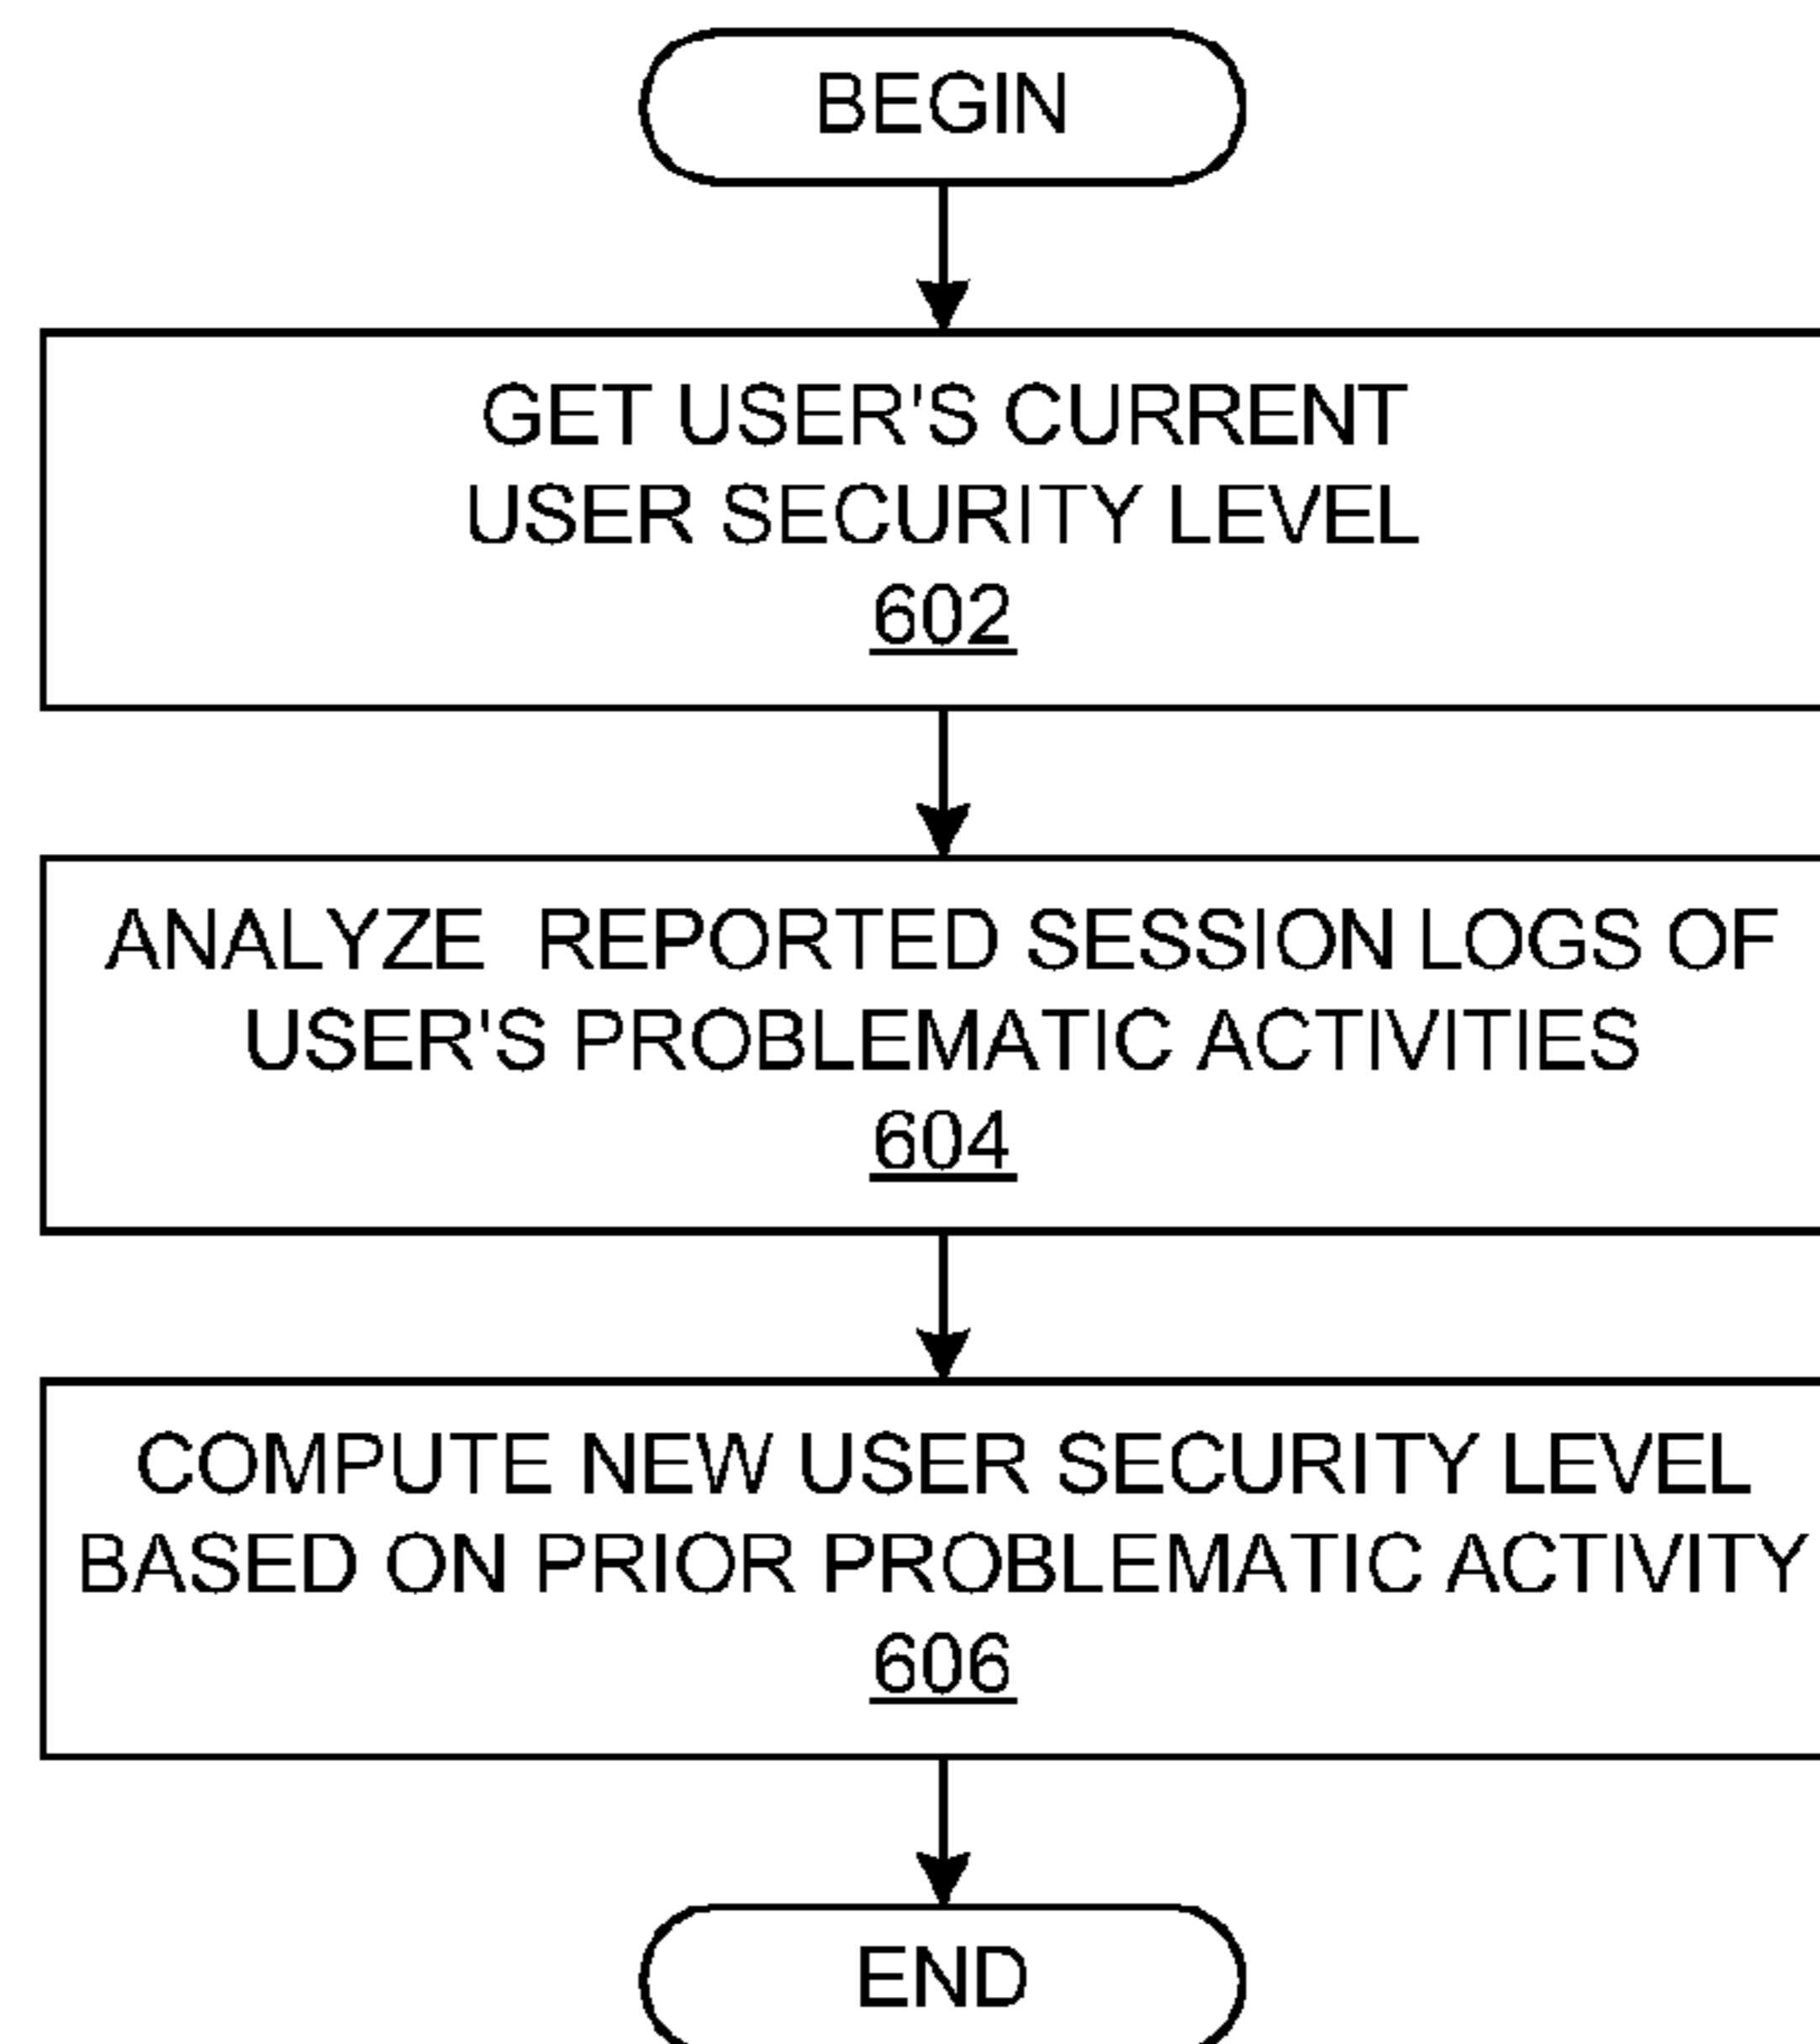 BEGIN
GET USER'S CURRENT
USER SECURITY LEVEL
602
ANALYZE REPORTED SESSION LOGS OF
USER'S PROBLEMATIC ACTIVITIES
604
COMPUTE NEW USER SECURITY LEVEL
BASED ON PRIOR PROBLEMATIC ACTIVITY
606
END